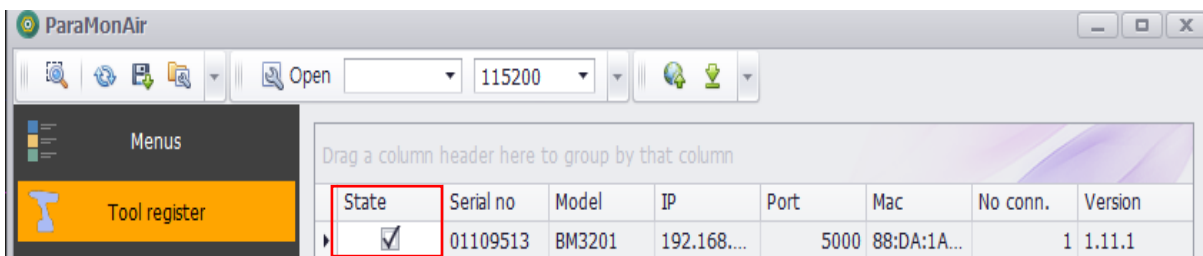 ParaMonAir
Open 115200
Menus
Drag a column header here to group by that column
Tool register
State Serial no Model IP Port Mac No conn. Version
01109513 BM3201 192.168.... 5000 88:DA:1A... 1 1.11.1